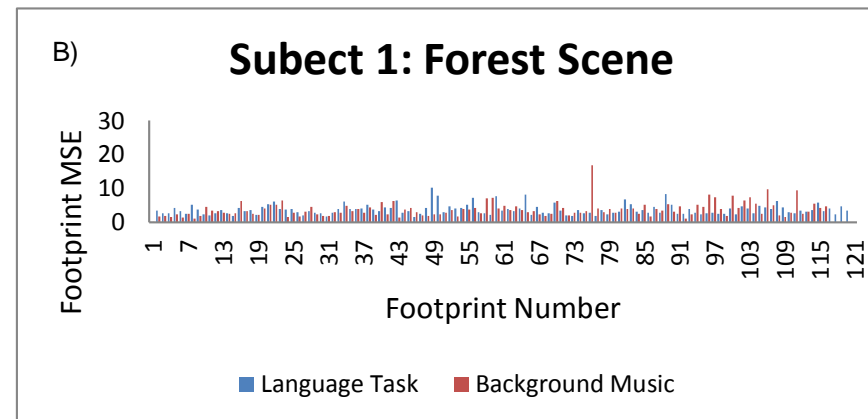 B)
Subect 1: Forest Scene
Footprint MSE
30
20
10
0
1 7 13 19 25 31 37 43 49 55 61 67 73 79 85 91 97 103 109 115 121
Footprint Number
Language Task Background Music